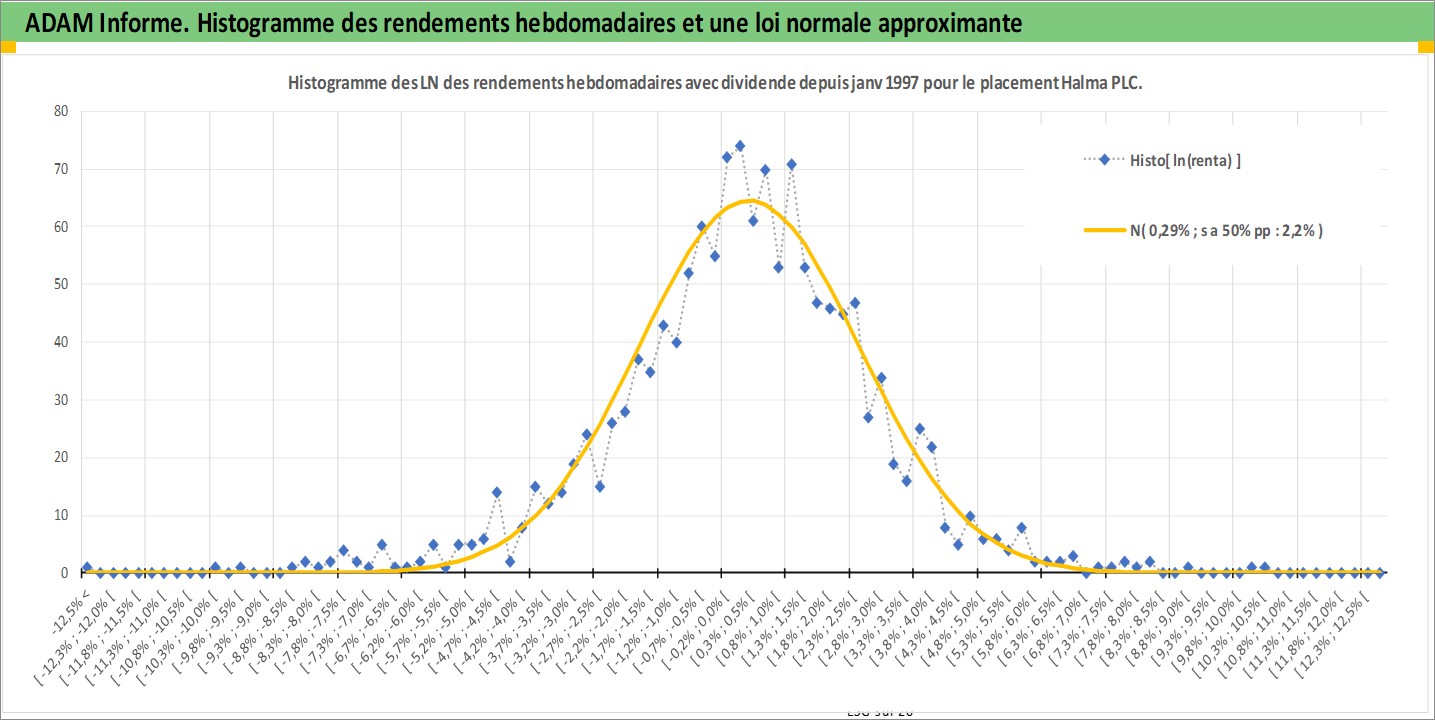 ADAM Informe. Histogramme des rendements hebdomadaires et une loi normale approximante
Histogramme des LN des rendements hebdomadaires avec dividende depuis janv 1997 pour le placement Halma PLC.
80
70
60
50
40
30
20
10
0
Histo[ ln(renta) ]
N( 0,29% ; s a 50% pp : 2,2% )
-12,5% <
[ -12,3% ; -12,0% [
[ -11,8% ; -11,5% [
[ -11,3% ; -11,0% [
[ -10,8% ; -10,5% [
[ -10,3% ; -10,0% [
[ -9,8% ; -9,5% [
[ -9,3% ; -9,0% [
[ -8,8% ; -8,5% [
[ -8,3% ; -8,0% [
[ -7,8% ; -7,5% [
[ -7,3% ; -7,0% [
[ -6,7% ; -6,5% [
[ -6,2% ; -6,0% [
[ -5,7% ; -5,5% [
[ -5,2% ; -5,0% [
[ -4,7% ; -4,5% [
[ -4,2% ; -4,0% [
[ -3,7% ; -3,5% [
[ -3,2% ; -3,0% [
[ -2,7% ; -2,5% [
[ -2,2% ; -2,0% [
[ -1,7% ; -1,5% [
[ -1,2% ; -1,0% [
[ -0,7% ; -0,5% [
[ -0,2% ; 0,0% [
[ 0,3% ; 0,5% [
[ 0,8% ; 1,0% [
[ 1,3% ; 1,5% [
[ 1,8% ; 2,0% [
[ 2,3% ; 2,5% [
[ 2,8% ; 3,0% [
[ 3,3% ; 3,5% [
[ 3,8% ; 4,0% [
[ 4,3% ; 4,5% [
[ 4,8% ; 5,0% [
[ 5,3% ; 5,5% [
[ 5,8% ; 6,0% [
[ 6,3% ; 6,5% [
[ 6,8% ; 7,0% [
[ 7,3% ; 7,5% [
[ 7,8% ; 8,0% [
[ 8,3% ; 8,5% [
[ 8,8% ; 9,0% [
[ 9,3% ; 9,5% [
[ 9,8% ; 10,0% [
[ 10,3% ; 10,5% [
[ 10,8% ; 11,0% [
[ 11,3% ; 11,5% [
[ 11,8% ; 12,0% [
[ 12,3% ; 12,5% [